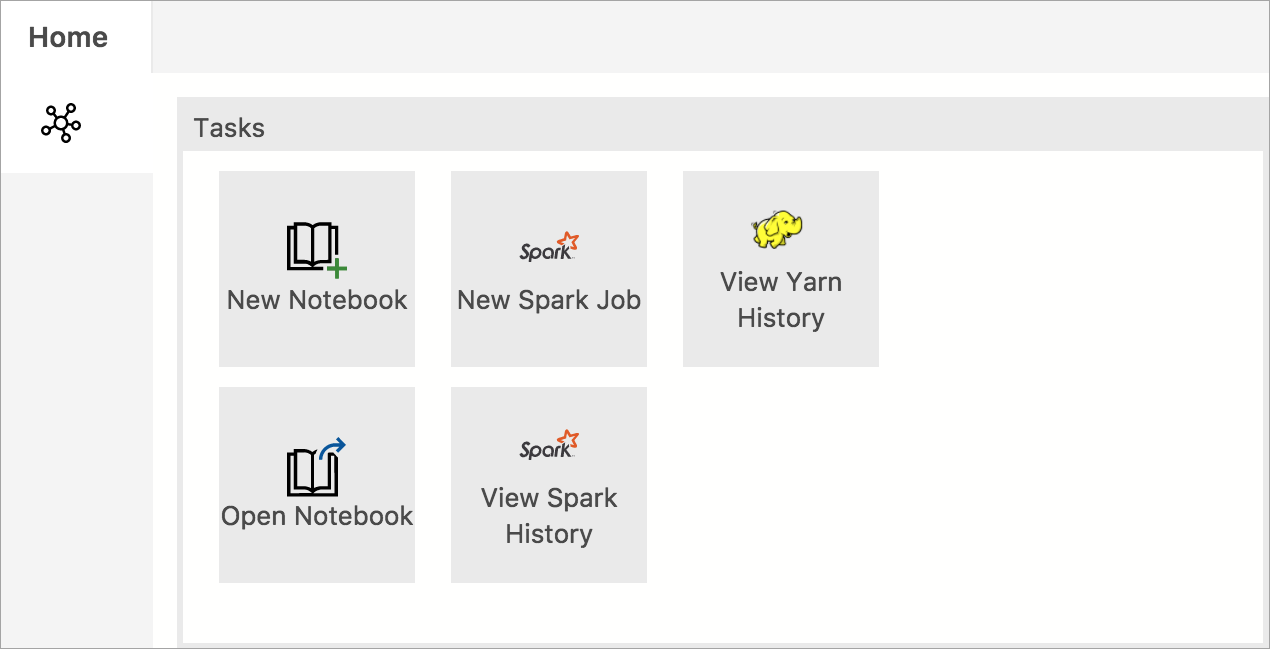 Home
Tasks
New Notebook
Spark
New Spark Job
View Yarn
History
Open Notebook
Spark
View Spark
History